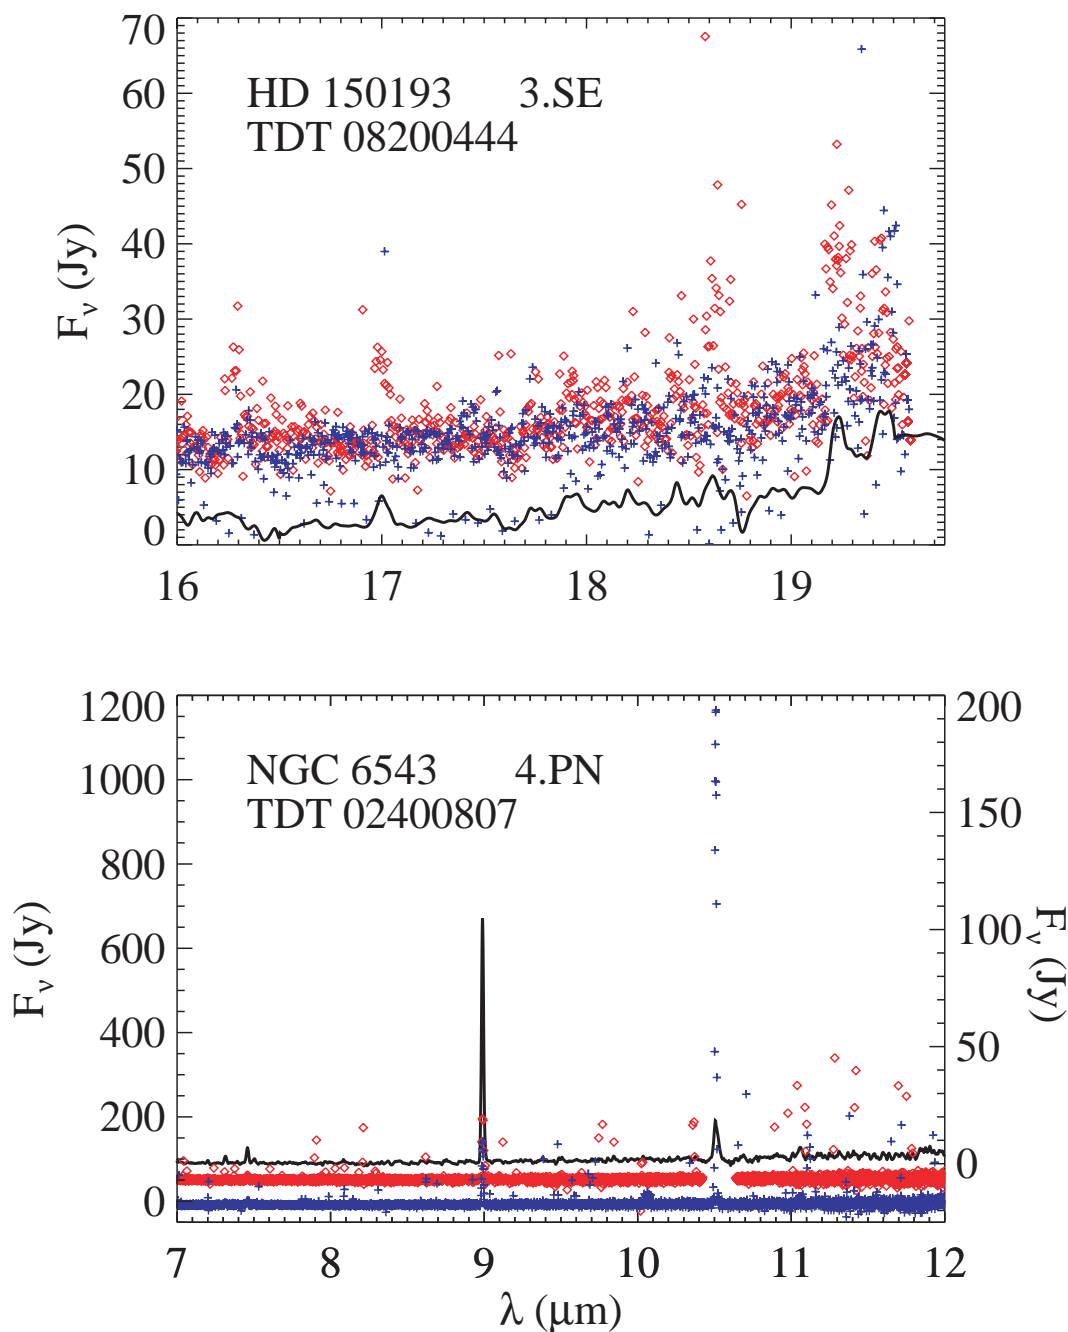 70
60
50
40
30
20
10
0
F_ν (Jy)
HD 150193 3.SE
TDT 08200444
16 17 18 19
1200
1000
800
600
400
200
0
F_ν (Jy)
NGC 6543 4.PN
TDT 02400807
200
150
100
50
0
F_ν (Jy)
7 8 9 10 11 12
λ (μm)